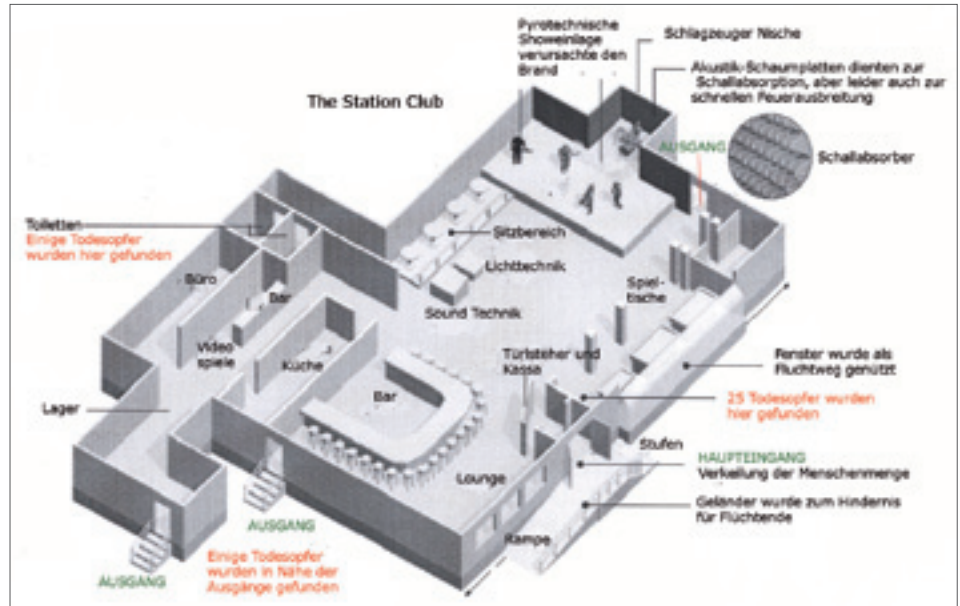 The Station Club
Pyrotechnische
Showeinlage
verursachte den
Brand
Schlagzeuger Nische
Akustik-Schaumplatten dienten zur
Schallabsorption, aber leider auch zur
schnellen Feuerausbreitung
AUSGANG
Schallabsorber
Toiletten
Einige Todesopfer
wurden hier gefunden
Sitzbereich
Lichttechnik
Sound Technik
Büro
Bar
Video
spiele
Küche
Spiel-
tische
Türlsteher und
Kassa
Fenster wurde als
Fluchtweg genützt
Lager
Bar
25 Todesopfer wurden
hier gefunden
Lounge
Stufen
HAUPTEINGANG
Verkeilung der Menschenmenge
Geländer wurde zum Hindernis
für Flüchtende
Rampe
AUSGANG
AUSGANG
Einige Todesopfer
wurden in Nähe der
Ausgänge gefunden